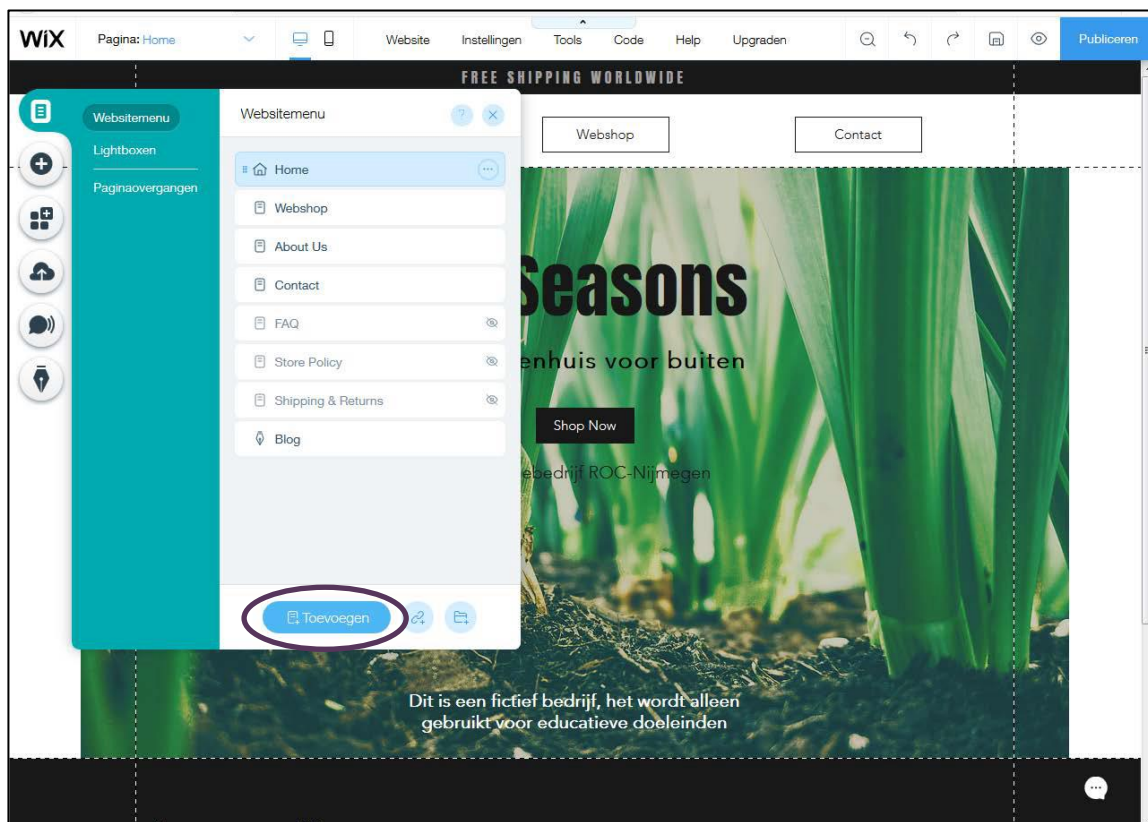 WiX Pagina: Home Website Instellingen Tools Code Help Upgraden Publiceren
FREE SHIPPING WORLDWIDE
Websitemenu
Lightboxen
Paginaovergangen
Websitemenu ?
Home
Webshop
About Us
Contact
FAQ
Store Policy
Shipping & Returns
Blog
Toevoegen
Webshop Contact
Seasons
enhuis voor buiten
Shop Now
ebedrijf ROC-Nijmegen
Dit is een fictief bedrijf, het wordt alleen
gebruikt voor educatieve doeleinden